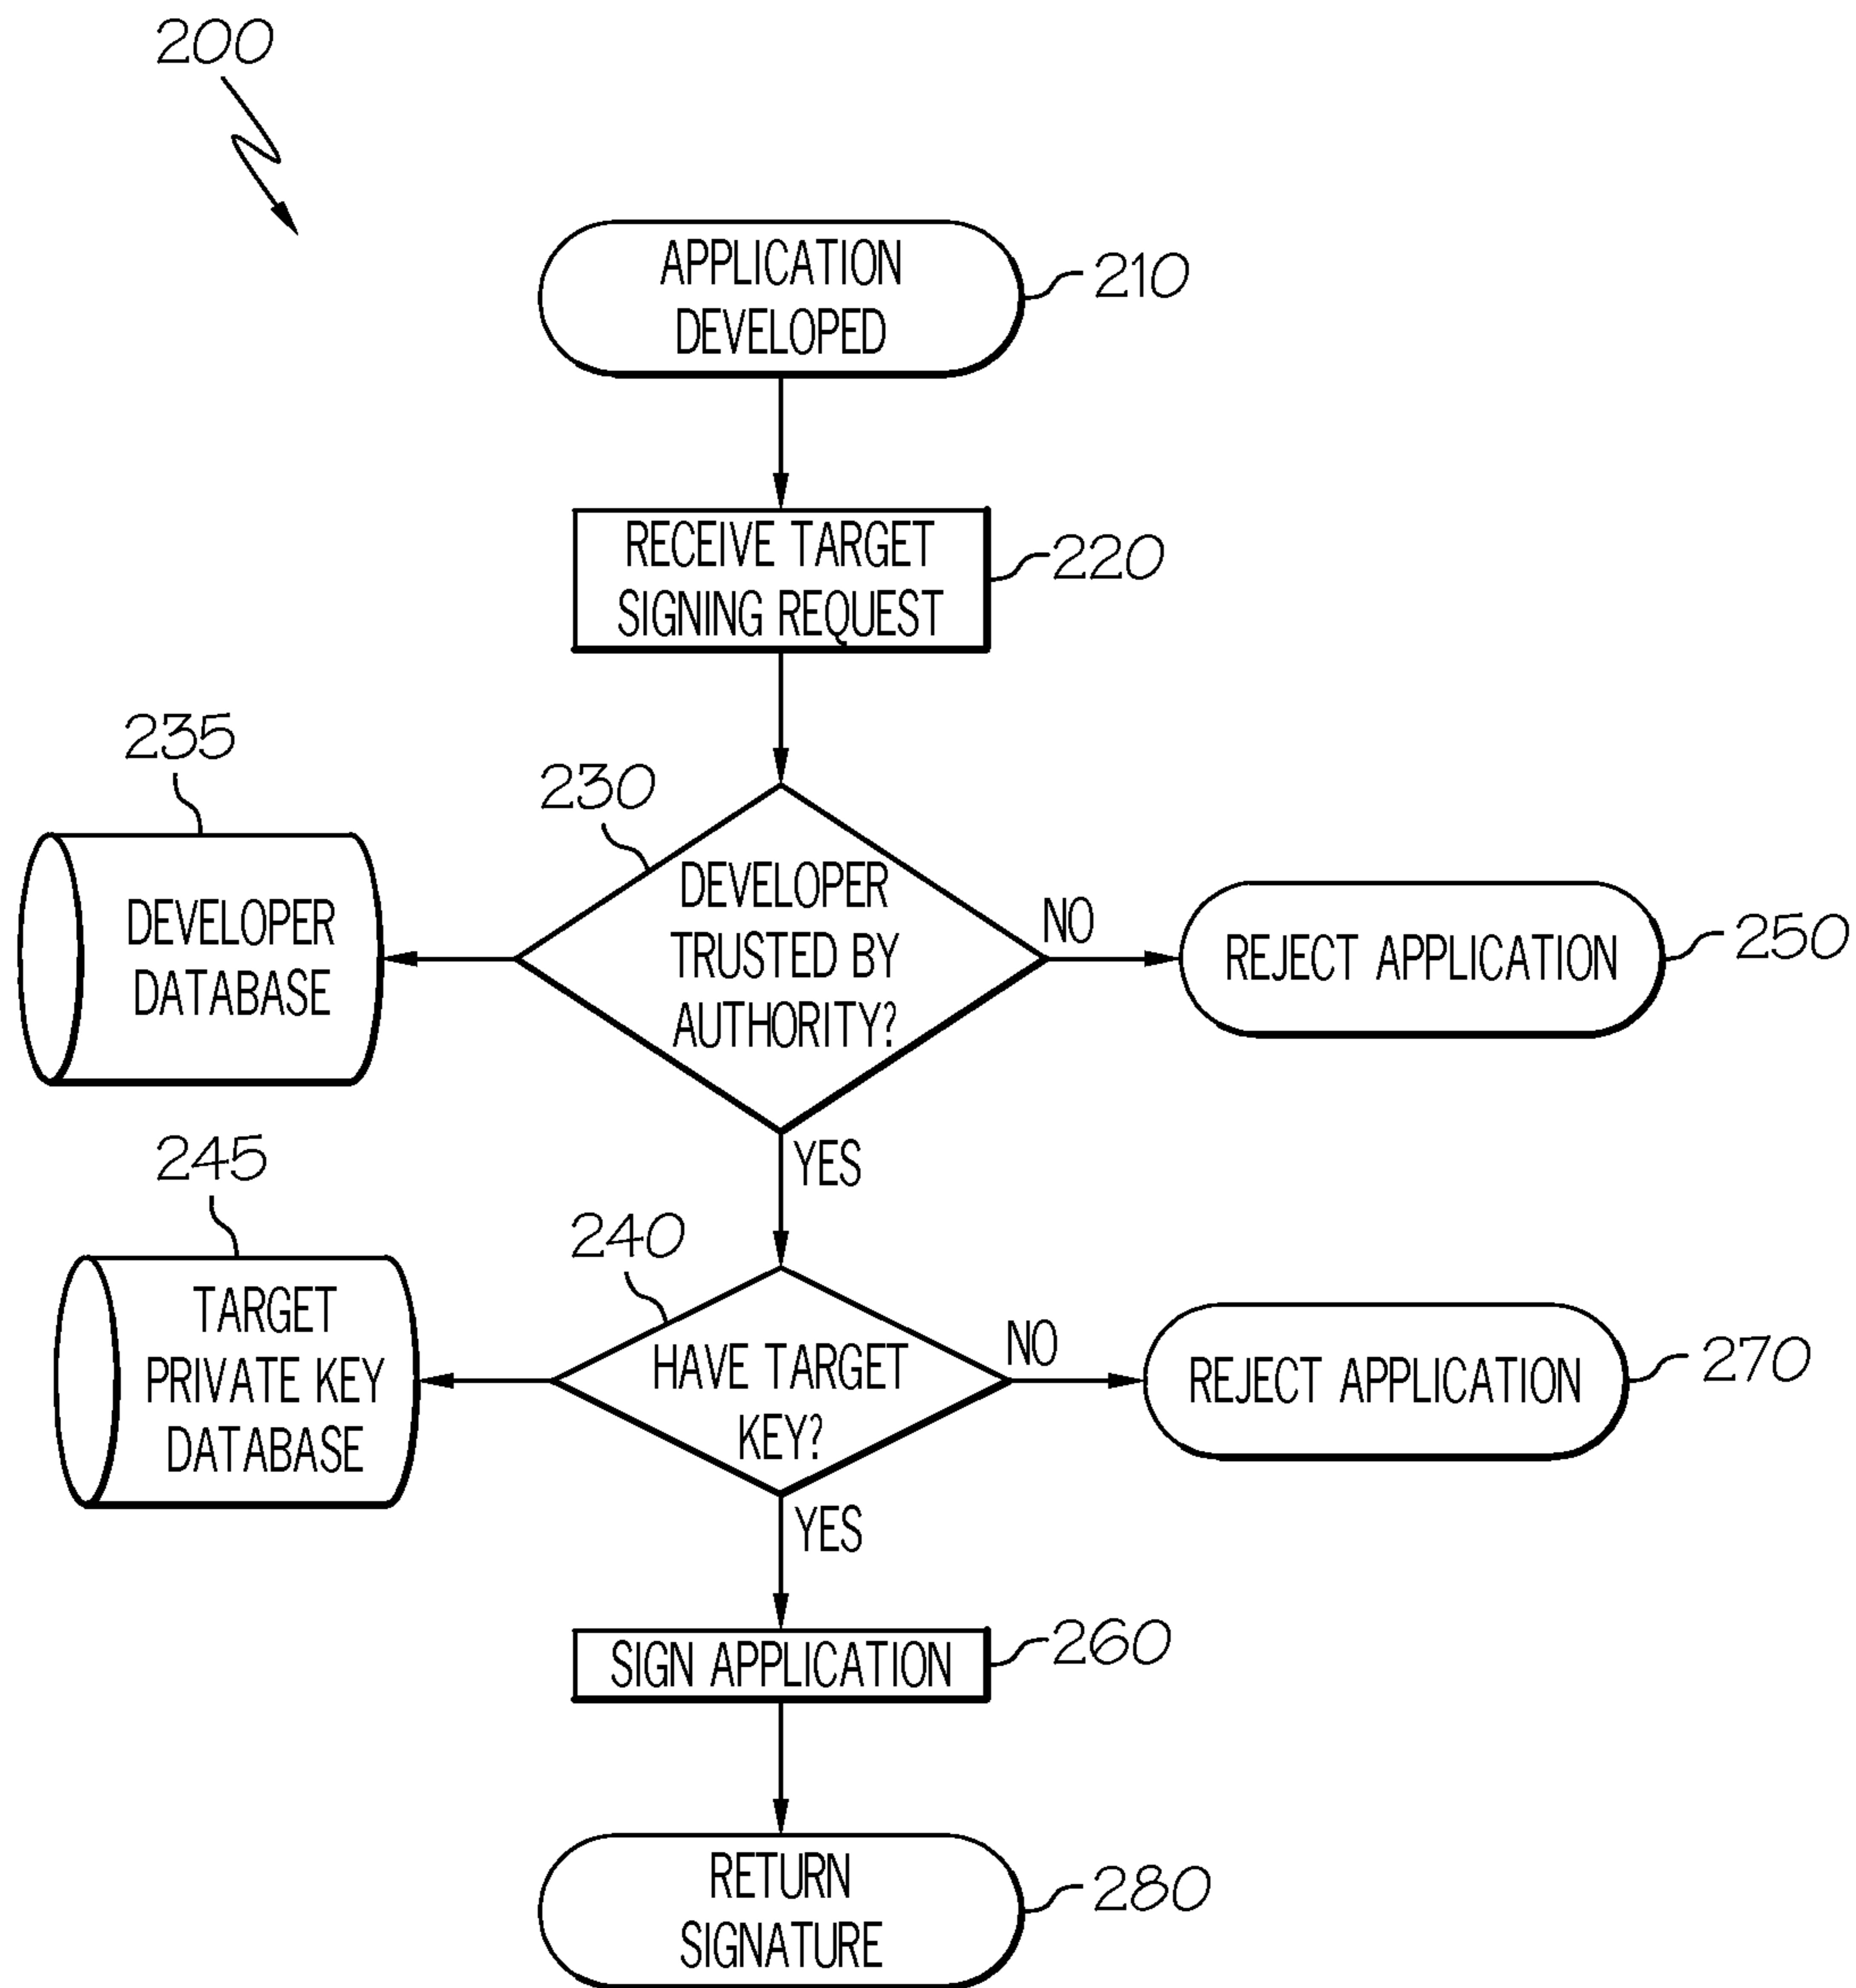 200
APPLICATION
DEVELOPED
210
RECEIVE TARGET
SIGNING REQUEST
220
235
230
DEVELOPER
DATABASE
DEVELOPER
TRUSTED BY
AUTHORITY?
NO
REJECT APPLICATION
250
YES
245
240
TARGET
PRIVATE KEY
DATABASE
HAVE TARGET
KEY?
NO
REJECT APPLICATION
270
YES
SIGN APPLICATION
260
RETURN
SIGNATURE
280